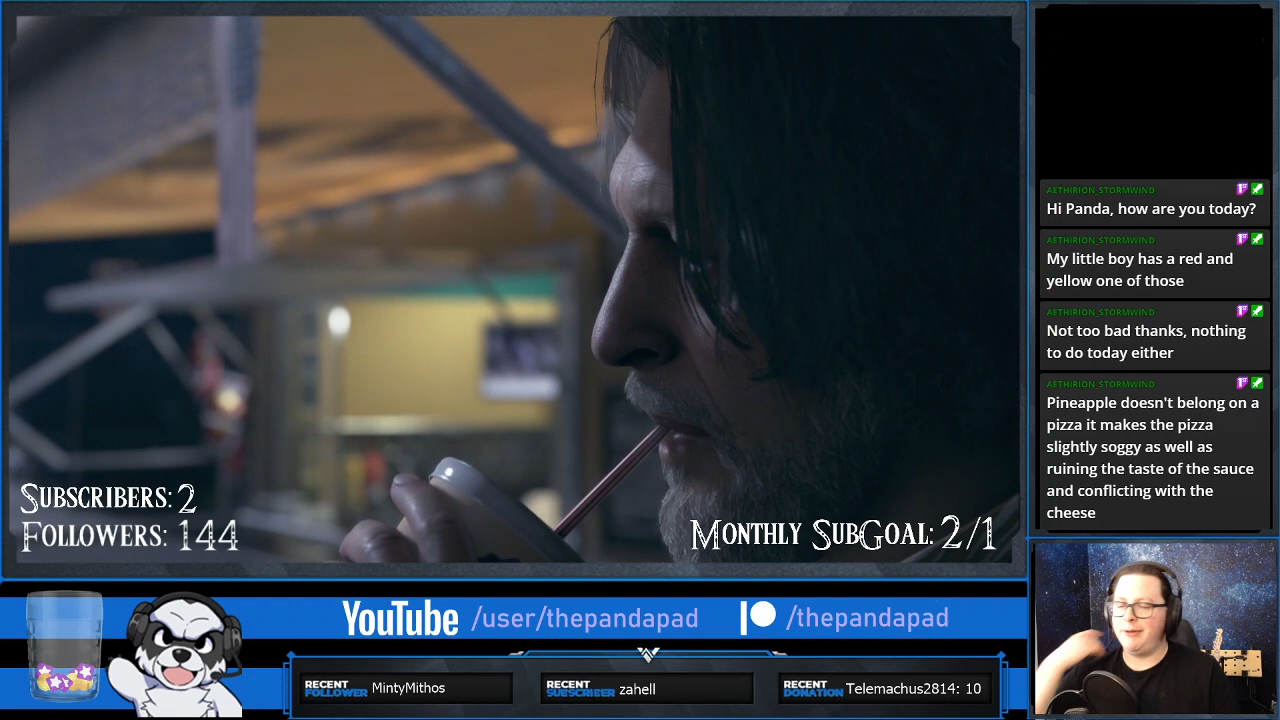 AETHIRION_STORMWIND
Hi Panda, how are you today?
AETHIRION_STORMWIND
My little boy has a red and
yellow one of those
AETHIRION_STORMWIND
Not too bad thanks, nothing
to do today either
AETHIRION_STORMWIND
Pineapple doesn't belong on a
pizza it makes the pizza
slightly soggy as well as
ruining the taste of the sauce
and conflicting with the
cheese
Subscribers: 2
Followers: 144
Monthly SubGoal: 2/1
YouTube /user/thepandapad
/thepandapad
RECENT
FOLLOWER
MintyMithos
RECENT
SUBSCRIBER
zahell
RECENT
DONATION
Telemachus2814: 10